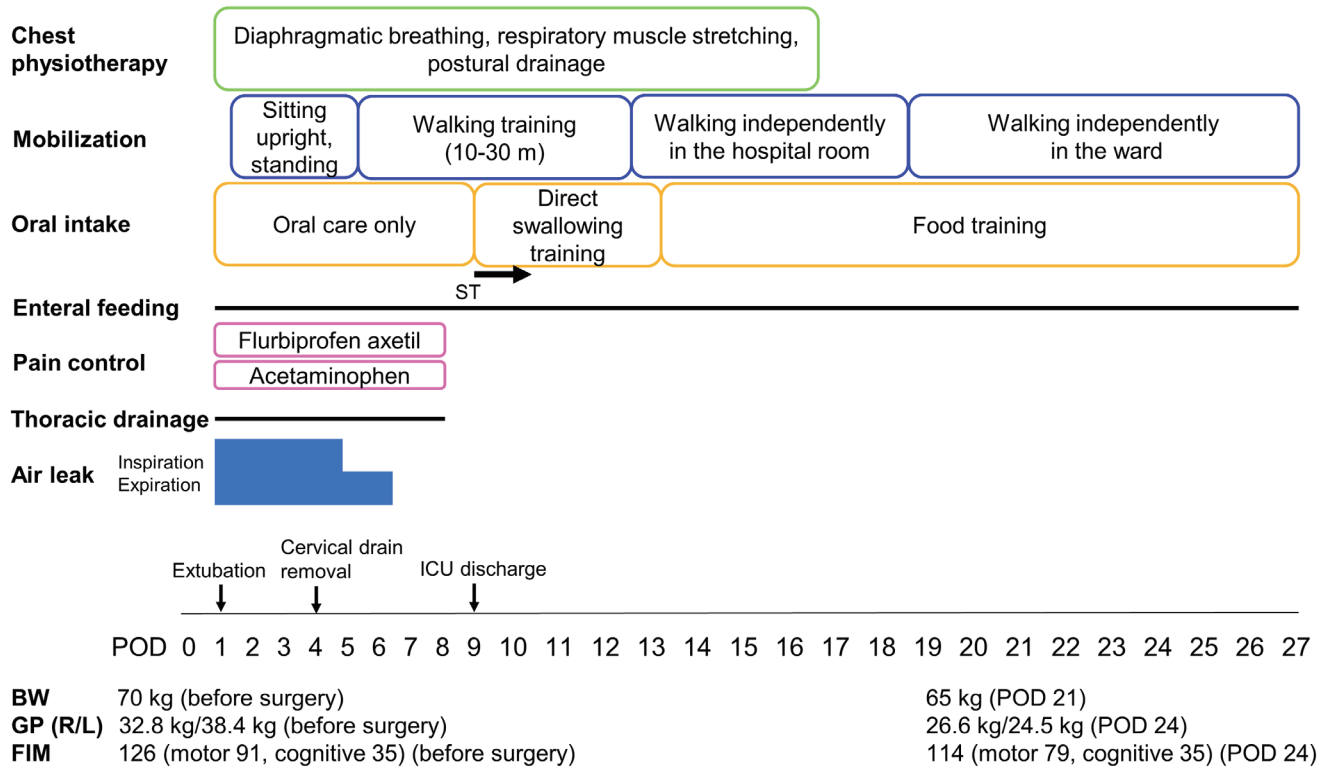 Chest
physiotherapy
Diaphragmatic breathing, respiratory muscle stretching,
postural drainage
Mobilization
Sitting
upright,
standing
Walking training
(10-30 m)
Walking independently
in the hospital room
Walking independently
in the ward
Oral intake
Oral care only
Direct
swallowing
training
Food training
ST
Enteral feeding
Pain control
Flurbiprofen axetil
Acetaminophen
Thoracic drainage
Air leak
Inspiration
Expiration
Extubation
Cervical drain
removal
ICU discharge
POD 0 1 2 3 4 5 6 7 8 9 10 11 12 13 14 15 16 17 18 19 20 21 22 23 24 25 26 27
BW 70 kg (before surgery) 65 kg (POD 21)
GP (R/L) 32.8 kg/38.4 kg (before surgery) 26.6 kg/24.5 kg (POD 24)
FIM 126 (motor 91, cognitive 35) (before surgery) 114 (motor 79, cognitive 35) (POD 24)